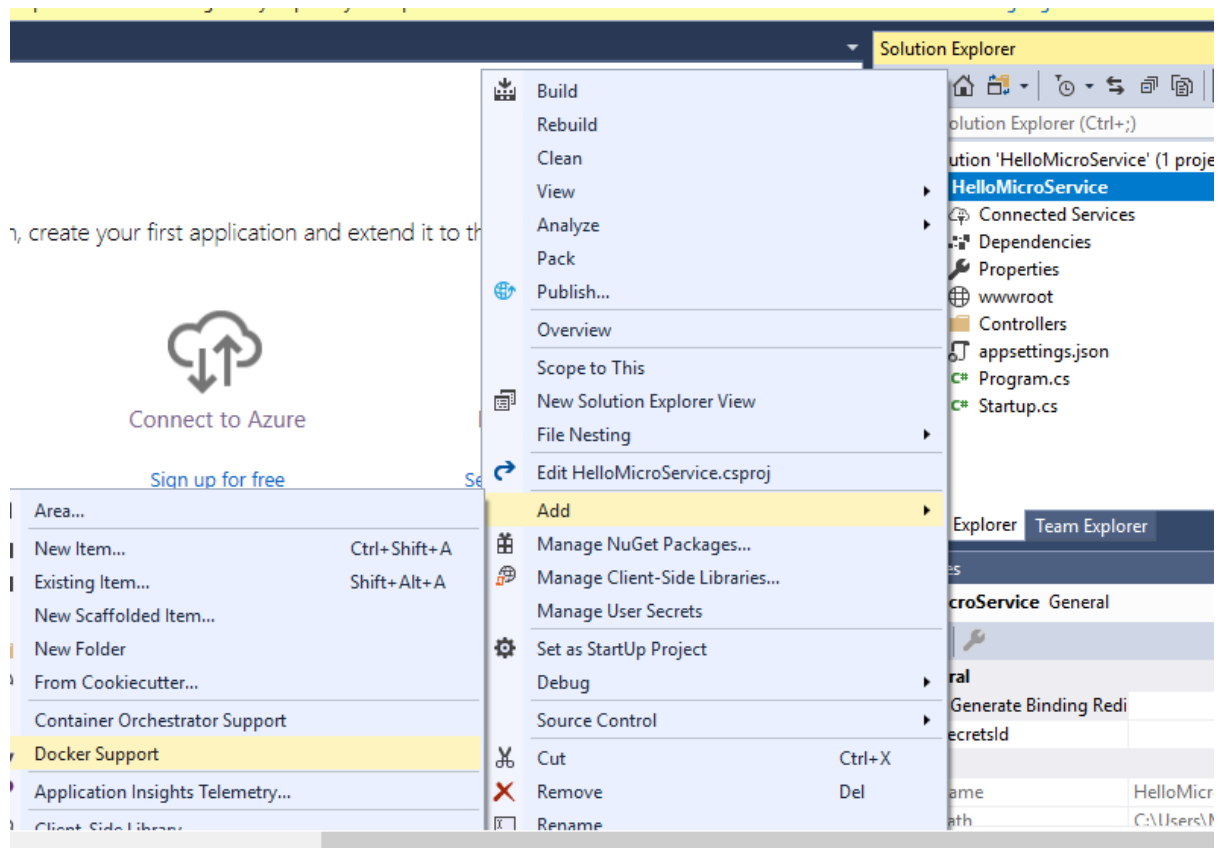 Solution Explorer
olution Explorer (Ctrl+;)
ution 'HelloMicroService' (1 proje
HelloMicroService
Connected Services
Dependencies
Properties
wwwroot
Controllers
appsettings.json
C# Program.cs
C# Startup.cs
Explorer Team Explorer
es
croService General
ral
Generate Binding Redi
ecretsId
ame HelloMicr
ath C:\Users\M
Build
Rebuild
Clean
View
Analyze
Pack
Publish...
Overview
Scope to This
New Solution Explorer View
File Nesting
Edit HelloMicroService.csproj
Add
Manage NuGet Packages...
Manage Client-Side Libraries...
Manage User Secrets
Set as StartUp Project
Debug
Source Control
Cut Ctrl+X
Remove Del
Rename
, create your first application and extend it to th
Connect to Azure
Sign up for free
Se
Area...
New Item... Ctrl+Shift+A
Existing Item... Shift+Alt+A
New Scaffolded Item...
New Folder
From Cookiecutter...
Container Orchestrator Support
Docker Support
Application Insights Telemetry...
Client-Side Library